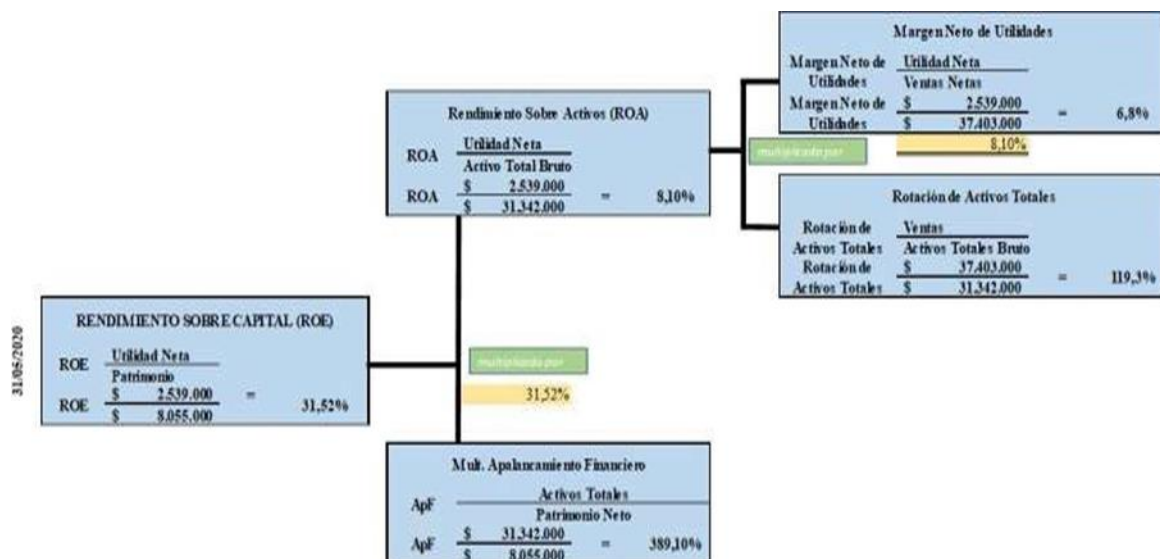 31/05/2020
RENDIMIENTO SOBRE CAPITAL (ROE)
ROE Utilidad Neta
Patrimonio
ROE $ 2.539.000 = 31,52%
$ 8.055.000
Rendimiento Sobre Activos (ROA)
ROA Utilidad Neta
Activo Total Bruto
ROA $ 2.539.000 = 8,10%
$ 31.342.000
multiplicado por
31,52%
Mult. Apalancamiento Financiero
ApF Activos Totales
Patrimonio Neto
ApF $ 31.342.000 = 389,10%
$ 8.055.000
Margen Neto de Utilidades
Margen Neto de Utilidad Neta
Utilidades Ventas Netas
Margen Neto de $ 2.539.000 = 6,8%
Utilidades $ 37.403.000
multiplicado por
8,10%
Rotación de Activos Totales
Rotación de Ventas
Activos Totales Activos Totales Bruto
Rotación de $ 37.403.000 = 119,3%
Activos Totales $ 31.342.000